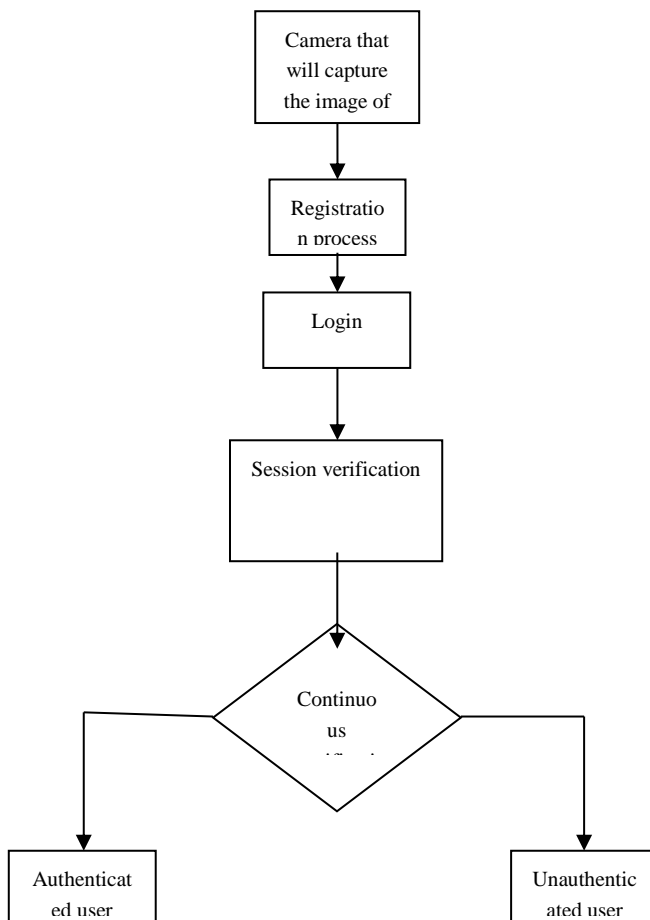 Camera that
will capture
the image of
Registratio
n process
Login
Session verification
Continuo
us
Authenticat
ed user
Unauthentic
ated user